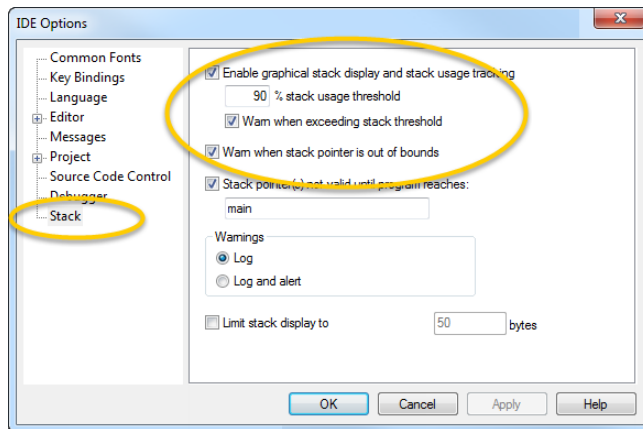 IDE Options
Common Fonts
Key Bindings
Language
Editor
Messages
Project
Source Code Control
Debugger
Stack
Enable graphical stack display and stack usage tracking
90 % stack usage threshold
Warn when exceeding stack threshold
Warn when stack pointer is out of bounds
Stack pointer(s) not valid until program reaches:
main
Warnings
Log
Log and alert
Limit stack display to 50 bytes
OK Cancel Apply Help